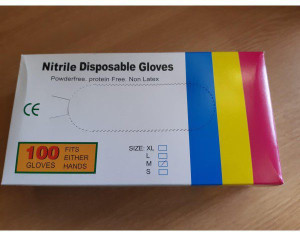 Nitrile Disposable Gloves
Powderfree. protein Free. Non Latex
CE
100 GLOVES
FITS
EITHER
HANDS
SIZE: XL
L
M
S